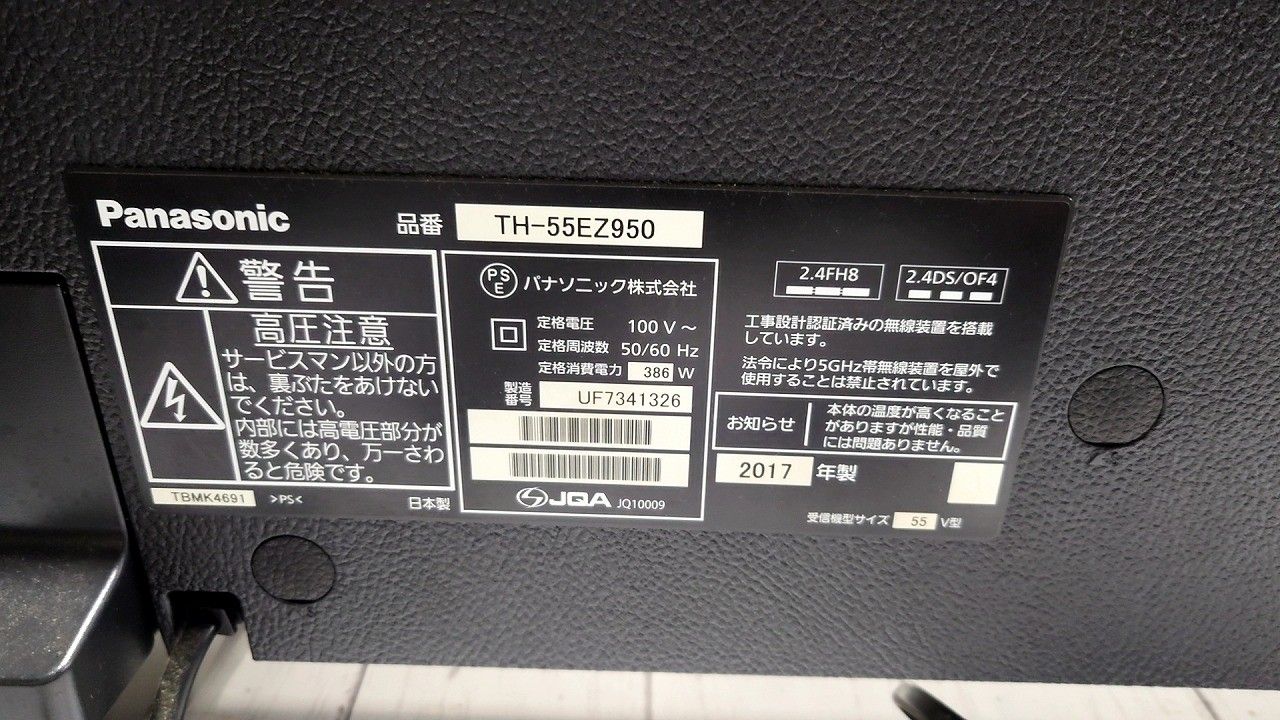 Panasonic
品番 TH-55EZ950
警告
高圧注意
サービスマン以外の方
は、裏ぶたをあけない
でください。
内部には高電圧部分が
数多くあり、万一さわ
ると危険です。
TBMK4691 >PS< 日本製
PSE パナソニック株式会社
定格電圧 100 V ～
定格周波数 50/60 Hz
定格消費電力 386 W
製造
番号 UF7341326
JQA JQ10009
2.4FH8 2.4DS/OF4
工事設計認証済みの無線装置を搭載
しています。
法令により5GHz帯無線装置を屋外で
使用することは禁止されています。
お知らせ
本体の温度が高くなること
がありますが性能・品質
には問題ありません。
2017 年製
受信機型サイズ 55 V型